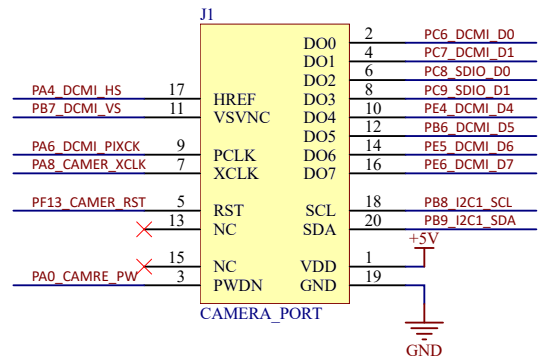 J1
2 PC6_DCMI_D0
DO0
4 PC7_DCMI_D1
DO1
6 PC8_SDIO_D0
DO2
PA4_DCMI_HS 17 HREF DO3 8 PC9_SDIO_D1
PB7_DCMI_VS 11 VSVNC DO4 10 PE4_DCMI_D4
DO5 12 PB6_DCMI_D5
PA6_DCMI_PIXCK 9 PCLK DO6 14 PE5_DCMI_D6
PA8_CAMER_XCLK 7 XCLK DO7 16 PE6_DCMI_D7
PF13_CAMER_RST 5 RST SCL 18 PB8_I2C1_SCL
13 NC SDA 20 PB9_I2C1_SDA
+5V
15 NC VDD 1
PA0_CAMRE_PW 3 PWDN GND 19
CAMERA_PORT
GND